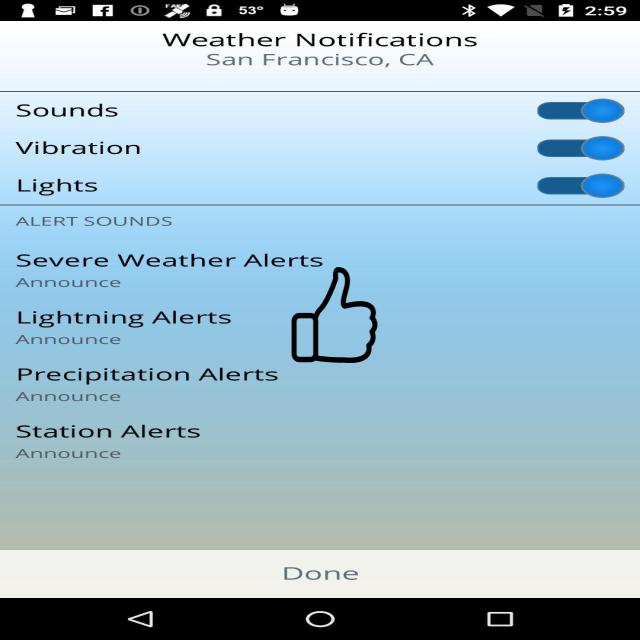 53° 2:59
Weather Notifications
San Francisco, CA
Sounds
Vibration
Lights
ALERT SOUNDS
Severe Weather Alerts
Announce
Lightning Alerts
Announce
Precipitation Alerts
Announce
Station Alerts
Announce
Done